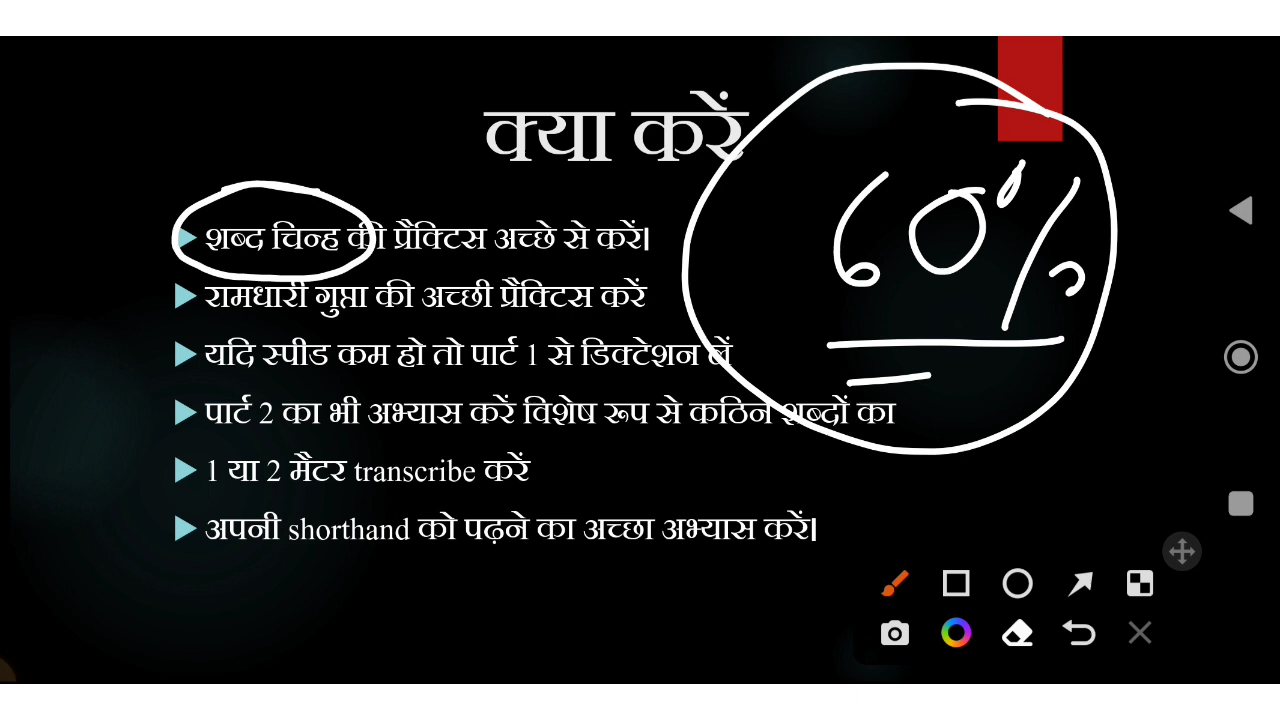 क्या करें
60%
शब्द चिन्ह की प्रैक्टिस अच्छे से करें।
रामधारी गुप्ता की अच्छी प्रैक्टिस करें
यदि स्पीड कम हो तो पार्ट 1 से डिक्टेशन लें
पार्ट 2 का भी अभ्यास करें विशेष रूप से कठिन शब्दों का
1 या 2 मैटर transcribe करें
अपनी shorthand को पढ़ने का अच्छा अभ्यास करें।